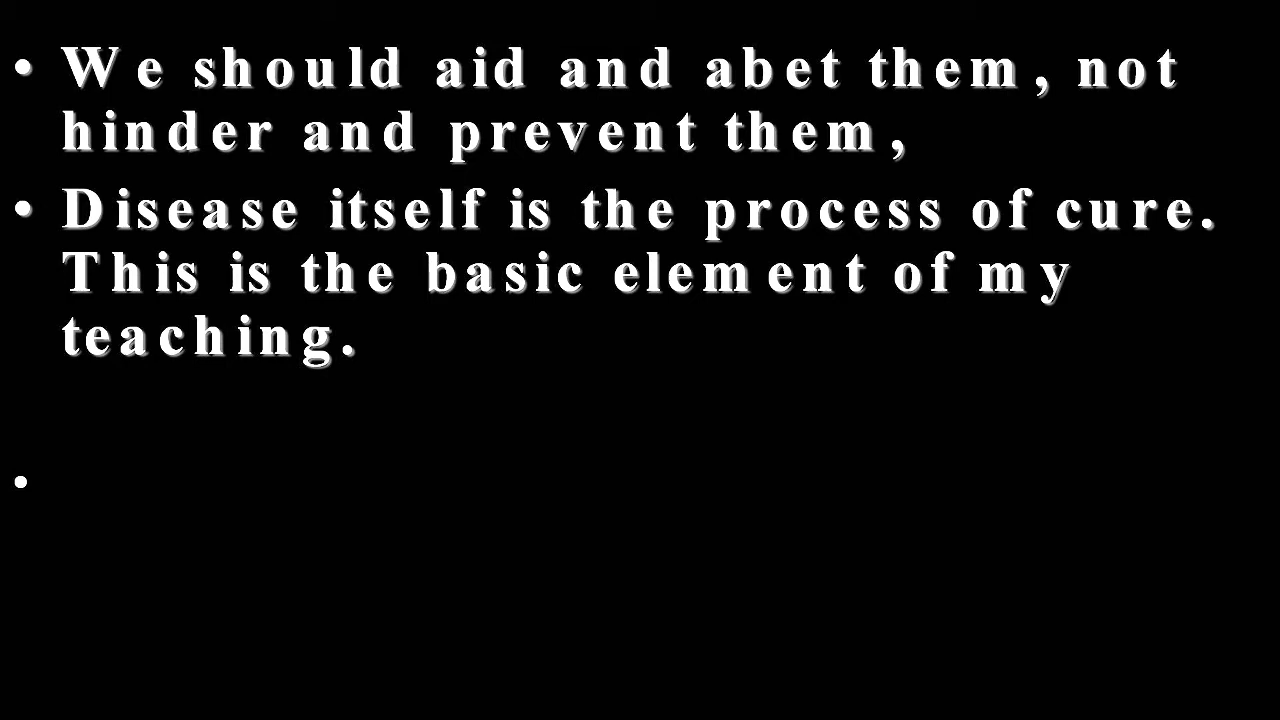 • We should aid and abet them, not
hinder and prevent them,
• Disease itself is the process of cure.
This is the basic element of my
teaching.
•